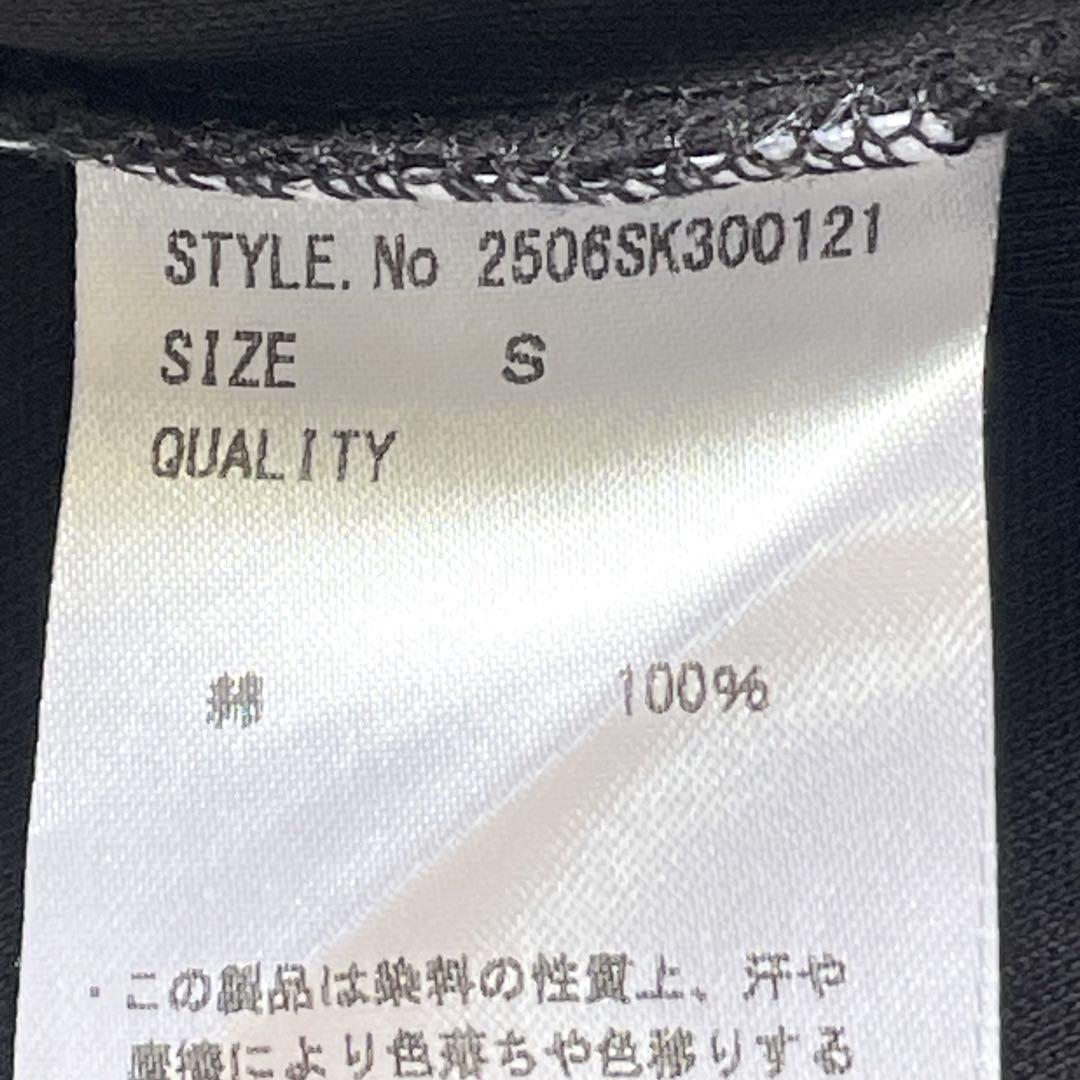 STYLE.No 2506SK300121
SIZE S
QUALITY
綿 100%
・この製品は染料の性質上、汗や
摩擦により色落ちや色移りする